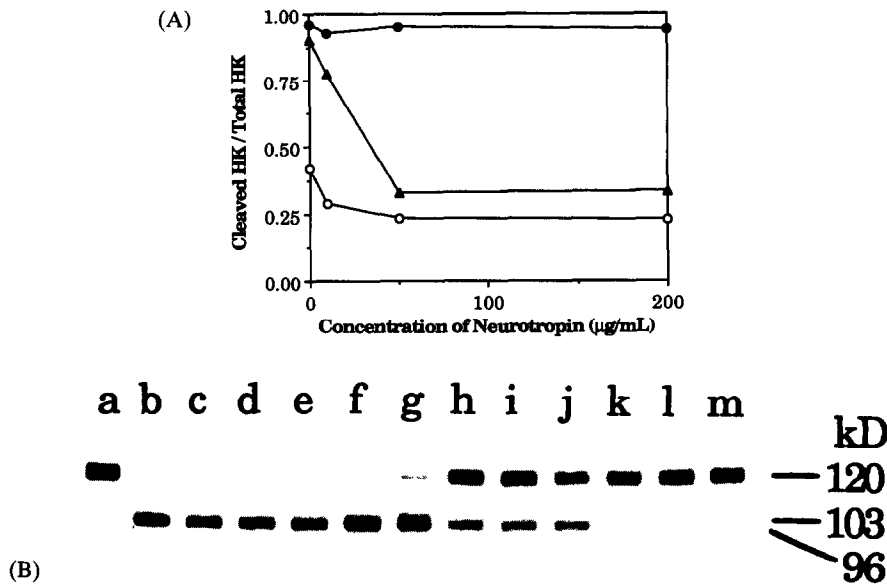 (A)
Cleaved HK / Total HK
1.00
0.75
0.50
0.25
0.00
0 100 200
Concentration of Neurotropin (μg/mL)
a b c d e f g h i j k l m
kD
120
103
96
(B)